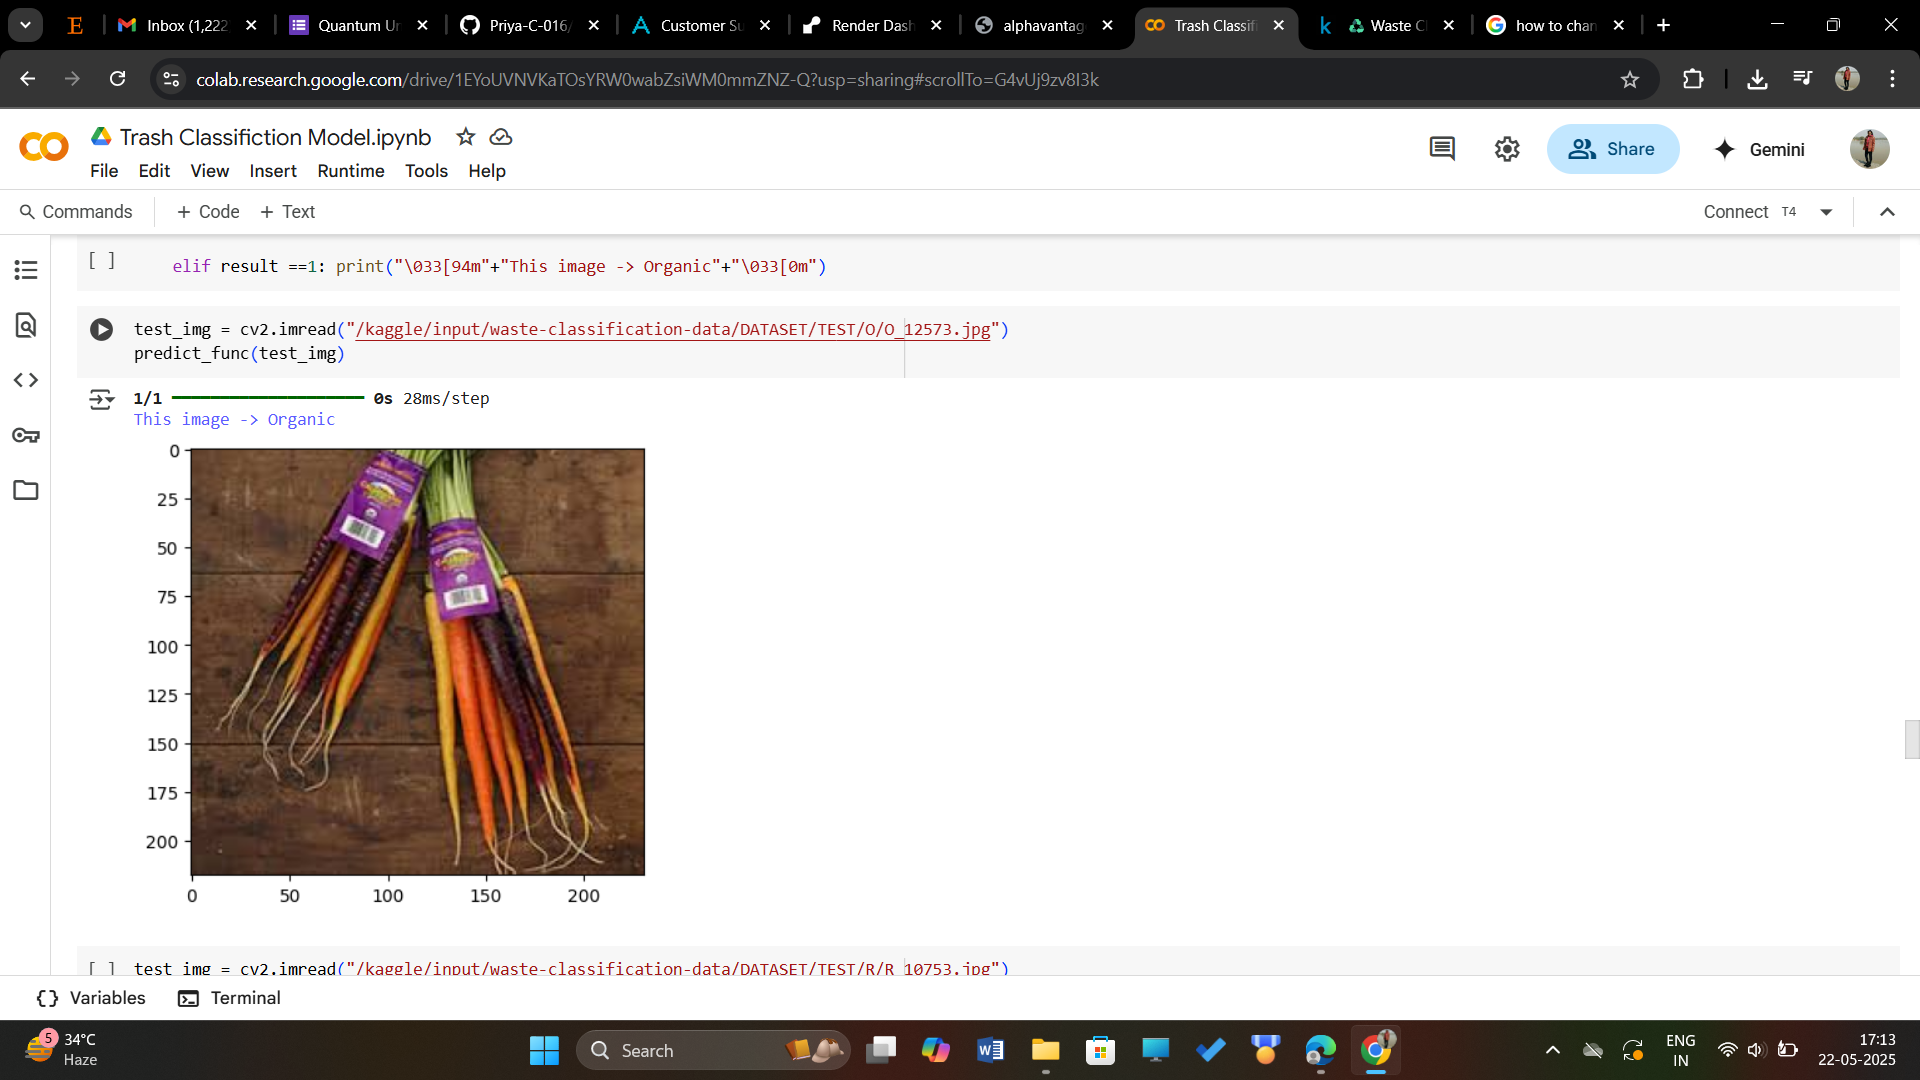 E
Inbox (1,222
Quantum Ur
Priya-C-016/
Customer Su
Render Dash
alphavantag
Trash Classifi
k
Waste Cl
how to chan
colab.research.google.com/drive/1EYoUVNVKaTOsYRW0wabZsiWM0mmZNZ-Q?usp=sharing#scrollTo=G4vUj9zv8I3k
Trash Classifiction Model.ipynb
Share
Gemini
File Edit View Insert Runtime Tools Help
Commands + Code + Text
Connect T4
[ ] elif result ==1: print("\033[94m"+"This image -> Organic"+"\033[0m")
test_img = cv2.imread("/kaggle/input/waste-classification-data/DATASET/TEST/O/O_12573.jpg")
predict_func(test_img)
1/1 0s 28ms/step
This image -> Organic
0
25
50
75
100
125
150
175
200
0 50 100 150 200
[ ] test_img = cv2.imread("/kaggle/input/waste-classification-data/DATASET/TEST/R/R_10753.jpg")
{} Variables Terminal
5
34°C
Haze
Search
ENG
IN
17:13
22-05-2025